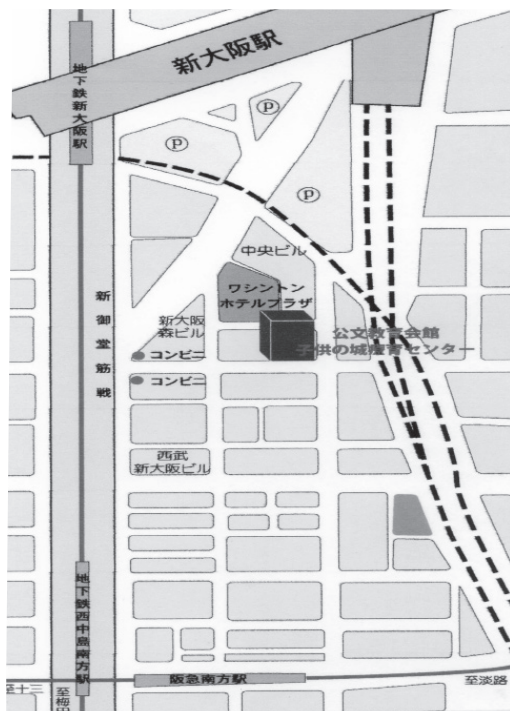 新大阪駅
地下鉄新大阪駅
P
P
P
中央ビル
ワシントン
ホテルプラザ
新御堂筋戦
新大阪
森ビル
公文教育会館
子供の城療育センター
コンビニ
コンビニ
西武
新大阪ビル
地下鉄西中島南方駅
阪急南方駅
至十三
至梅田
至淡路